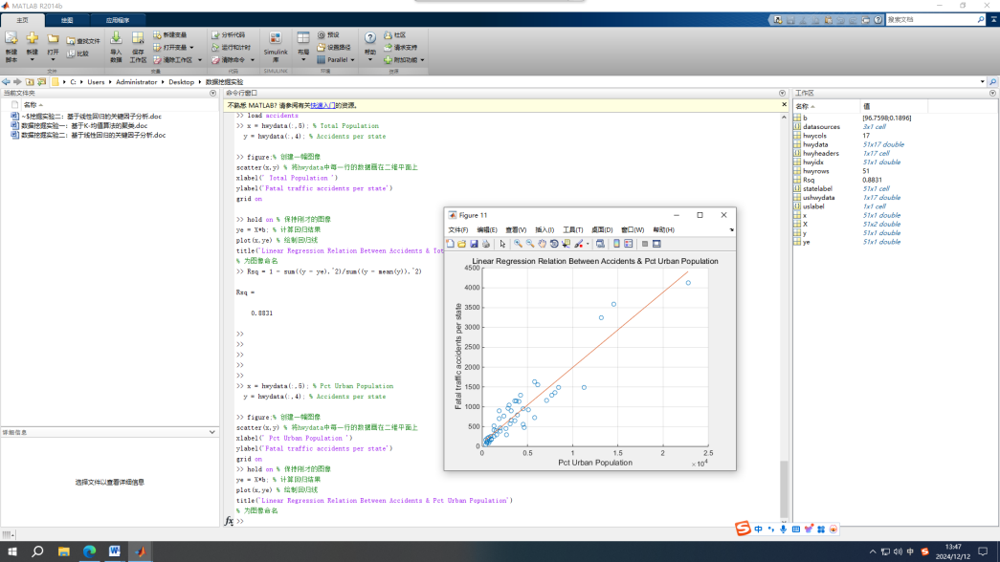 MATLAB R2014b
主页
绘图
应用程序
搜索文档
新建
脚本
新建
打开
查找文件
比较
导入
数据
保存
工作区
新建变量
打开变量
清除工作区
分析代码
运行和计时
清除命令
Simulink
库
布局
预设
设置路径
Parallel
帮助
社区
请求支持
附加功能
文件
变量
代码
SIMULINK
环境
资源
C: ▸ Users ▸ Administrator ▸ Desktop ▸ 数据挖掘实验
当前文件夹
名称
~$挖掘实验二：基于线性回归的关键因子分析.doc
数据挖掘实验一：基于K-均值算法的聚类.doc
数据挖掘实验二：基于线性回归的关键因子分析.doc
详细信息
选择文件以查看详细信息
命令行窗口
不熟悉 MATLAB? 请参阅有关快速入门的资源。
>> load accidents
>> x = hwydata(:,5); % Total Population
y = hwydata(:,4); % Accidents per state
>> figure;% 创建一幅图像
scatter(x,y) % 将hwydata中每一行的数据画在二维平面上
xlabel(' Total Population ')
ylabel('Fatal traffic accidents per state')
grid on
>> hold on % 保持刚才的图像
ye = X*b; % 计算回归结果
plot(x,ye) % 绘制回归线
title('Linear Regression Relation Between Accidents & Tot
% 为图像命名
>> Rsq = 1 - sum((y - ye).^2)/sum((y - mean(y)).^2)
Rsq =
0.8831
>>
>>
>>
>>
>>
>> x = hwydata(:,5); % Pct Urban Population
y = hwydata(:,4); % Accidents per state
>> figure;% 创建一幅图像
scatter(x,y) % 将hwydata中每一行的数据画在二维平面上
xlabel(' Pct Urban Population ')
ylabel('Fatal traffic accidents per state')
grid on
>> hold on % 保持刚才的图像
ye = X*b; % 计算回归结果
plot(x,ye) % 绘制回归线
title('Linear Regression Relation Between Accidents & Pct Urban Population')
% 为图像命名
fx >>
Figure 11
文件(F) 编辑(E) 查看(V) 插入(I) 工具(T) 桌面(D) 窗口(W) 帮助(H)
Linear Regression Relation Between Accidents & Pct Urban Population
Fatal traffic accidents per state
4500
4000
3500
3000
2500
2000
1500
1000
500
0
0 0.5 1 1.5 2 2.5
×10⁴
Pct Urban Population
工作区
名称 值
b [96.7598;0.1896]
datasources 3x1 cell
hwycols 17
hwydata 51x17 double
hwyheaders 1x17 cell
hwyidx 51x1 double
hwyrows 51
Rsq 0.8831
statelabel 51x1 cell
ushwydata 1x17 double
uslabel 1x1 cell
x 51x1 double
X 51x2 double
y 51x1 double
ye 51x1 double
中
中
13:47
2024/12/12